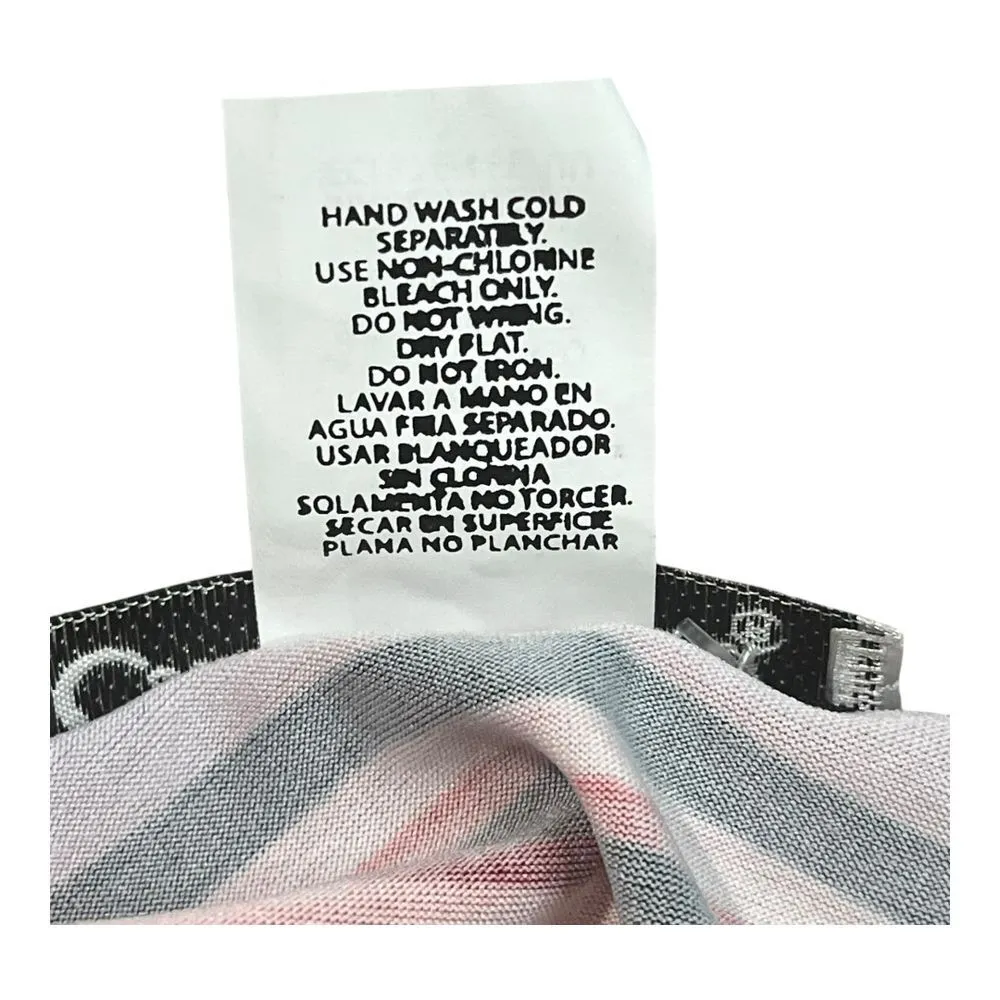 HAND WASH COLD
SEPARATELY.
USE NON-CHLORINE
BLEACH ONLY.
DO NOT WRING.
DRY FLAT.
DO NOT IRON.
LAVAR A MANO EN
AGUA FRIA SEPARADO.
USAR BLANQUEADOR
SIN CLORINA
SOLAMENTA NO TORCER.
SECAR EN SUPERFICIE
PLANA NO PLANCHAR